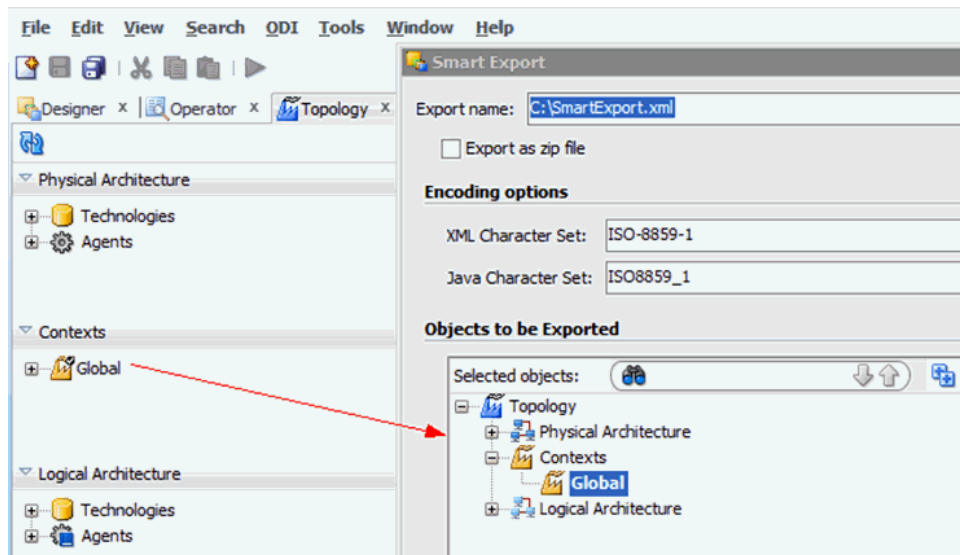 File Edit View Search ODI Tools Window Help
Smart Export
Designer x Operator x Topology x
Export name: C:\SmartExport.xml
Export as zip file
Physical Architecture
Encoding options
Technologies
XML Character Set: ISO-8859-1
Agents
Java Character Set: ISO8859_1
Contexts
Objects to be Exported
Global
Selected objects:
Topology
Physical Architecture
Contexts
Global
Logical Architecture
Logical Architecture
Technologies
Agents